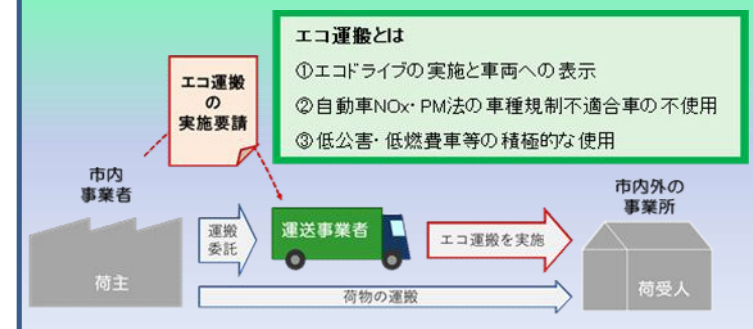 エコ運搬とは
①エコドライブの実施と車両への表示
②自動車NOx・PM法の車種規制不適合車の不使用
③低公害・低燃費車等の積極的な使用
エコ運搬
の
実施要請
市内
事業者
荷主
運搬
委託
運送事業者
エコ運搬を実施
市内外の
事業所
荷受人
荷物の運搬